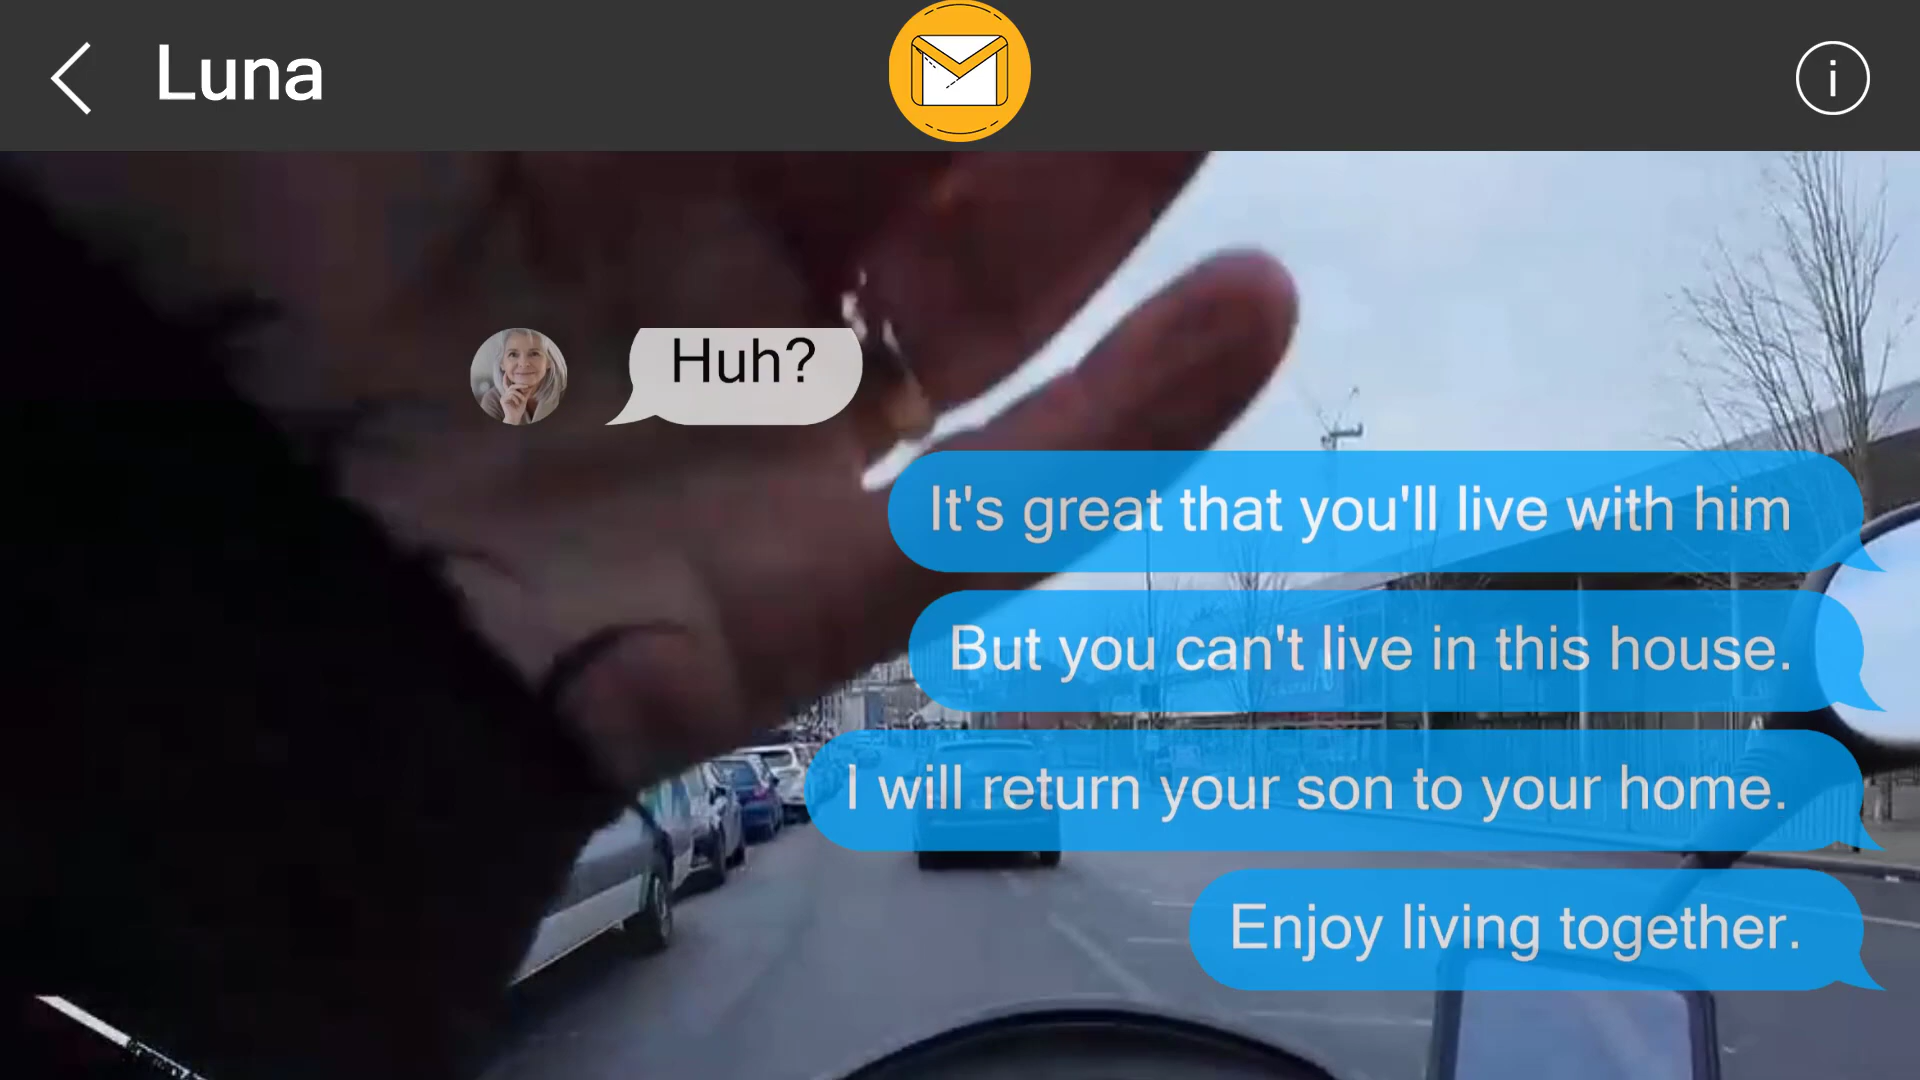 Luna
Huh?
It's great that you'll live with him
But you can't live in this house.
I will return your son to your home.
Enjoy living together.